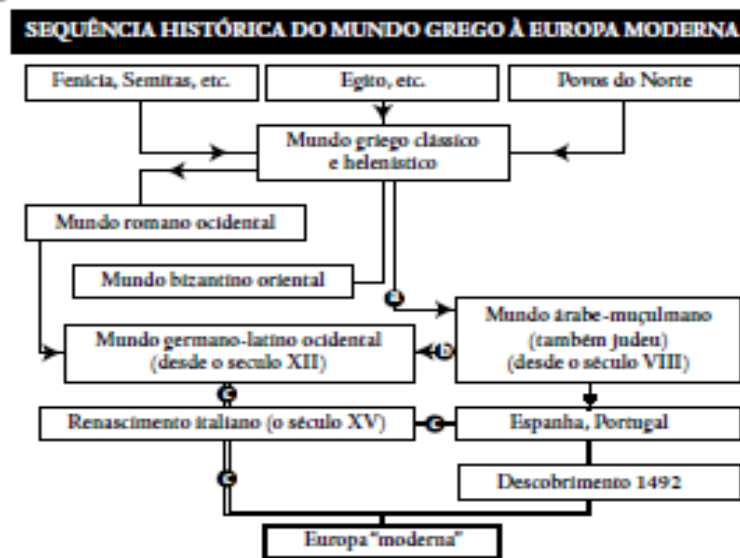 SEQUÊNCIA HISTÓRICA DO MUNDO GREGO À EUROPA MODERNA
Fenícia, Semitas, etc.
Egito, etc.
Povos do Norte
Mundo griego clássico
e helenístico
Mundo romano ocidental
Mundo bizantino oriental
a
Mundo árabe-muçulmano
(também judeu)
(desde o século VIII)
Mundo germano-latino ocidental
(desde o seculo XII)
b
c
Renascimento italiano (o século XV)
c
Espanha, Portugal
c
Descobrimento 1492
Europa "moderna"